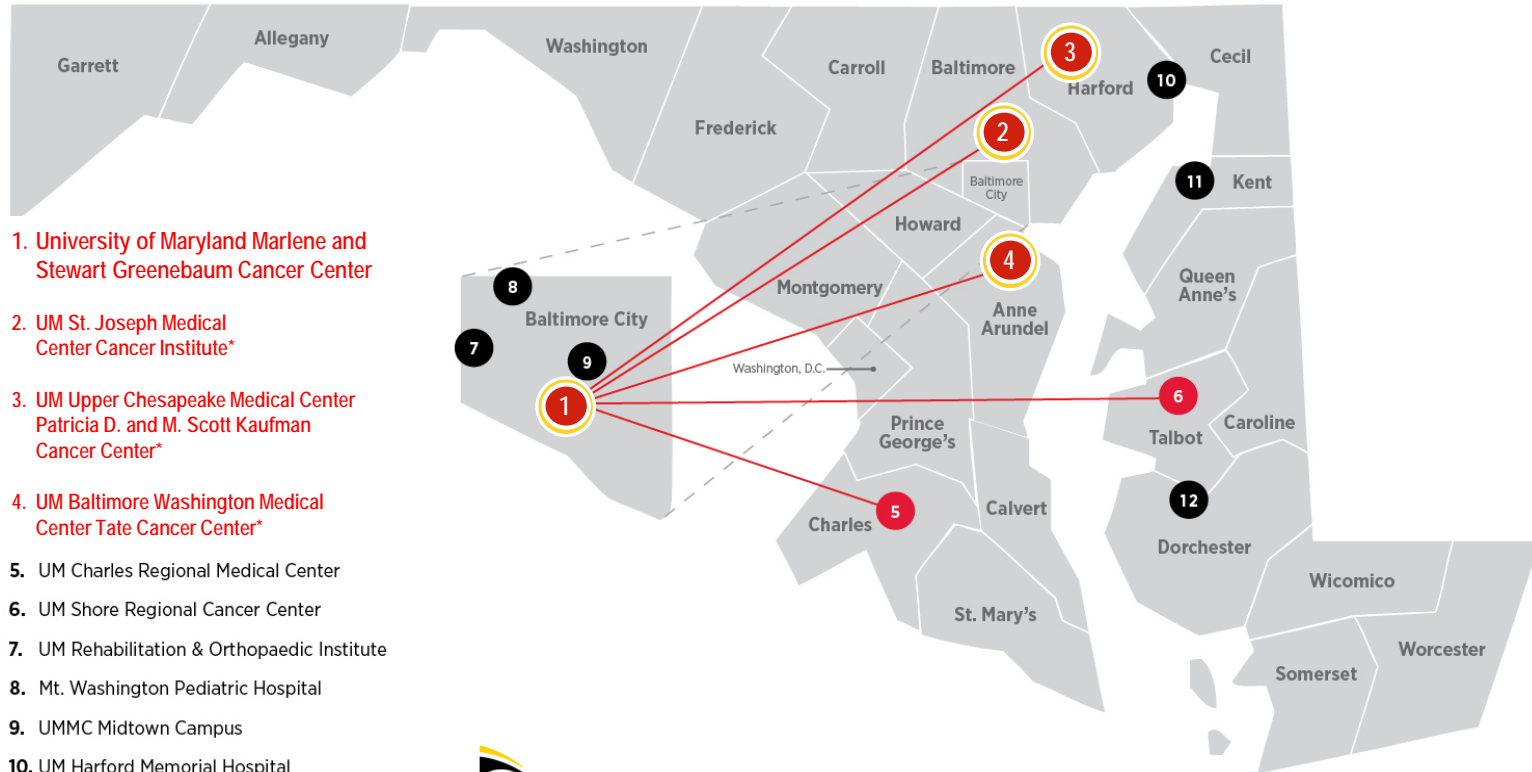 Garrett
Allegany
Washington
Frederick
Carroll
Baltimore
3
Harford
10
Cecil
2
Baltimore
City
11
Kent
Howard
4
Montgomery
Anne
Arundel
Queen
Anne's
Washington, D.C.
Prince
George's
6
Talbot
Caroline
Charles
5
Calvert
12
Dorchester
St. Mary's
Wicomico
Somerset
Worcester
8
Baltimore City
7
9
1
1. University of Maryland Marlene and
Stewart Greenebaum Cancer Center
2. UM St. Joseph Medical
Center Cancer Institute*
3. UM Upper Chesapeake Medical Center
Patricia D. and M. Scott Kaufman
Cancer Center*
4. UM Baltimore Washington Medical
Center Tate Cancer Center*
5. UM Charles Regional Medical Center
6. UM Shore Regional Cancer Center
7. UM Rehabilitation & Orthopaedic Institute
8. Mt. Washington Pediatric Hospital
9. UMMC Midtown Campus
10. UM Harford Memorial Hospital